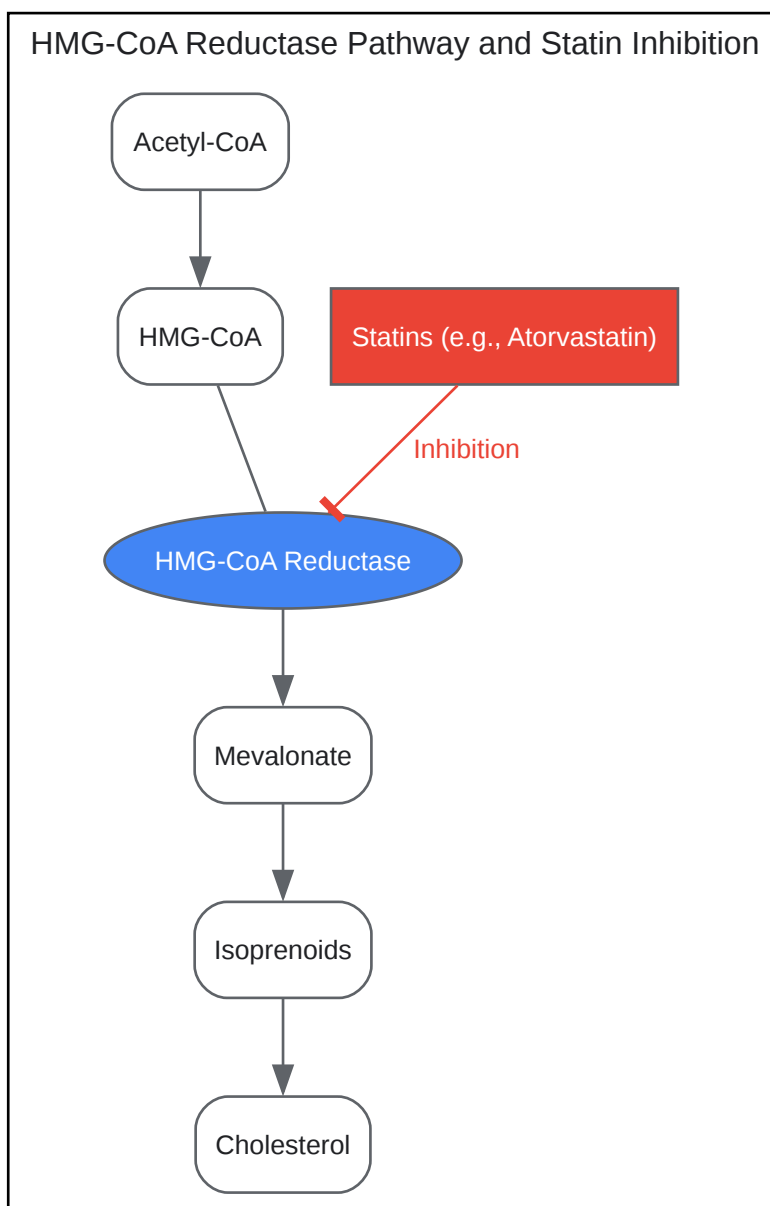 HMG-CoA Reductase Pathway and Statin Inhibition
Acetyl-CoA
HMG-CoA
Statins (e.g., Atorvastatin)
Inhibition
HMG-CoA Reductase
Mevalonate
Isoprenoids
Cholesterol